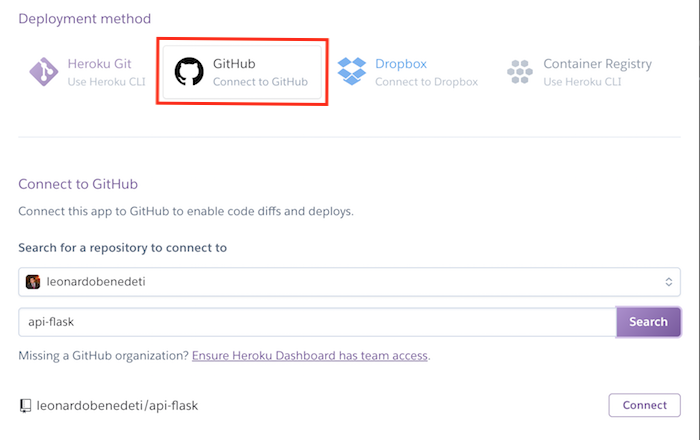 Deployment method
Heroku Git
Use Heroku CLI
GitHub
Connect to GitHub
Dropbox
Connect to Dropbox
Container Registry
Use Heroku CLI
Connect to GitHub
Connect this app to GitHub to enable code diffs and deploys.
Search for a repository to connect to
leonardobenedeti
api-flask
Search
Missing a GitHub organization? Ensure Heroku Dashboard has team access.
leonardobenedeti/api-flask
Connect